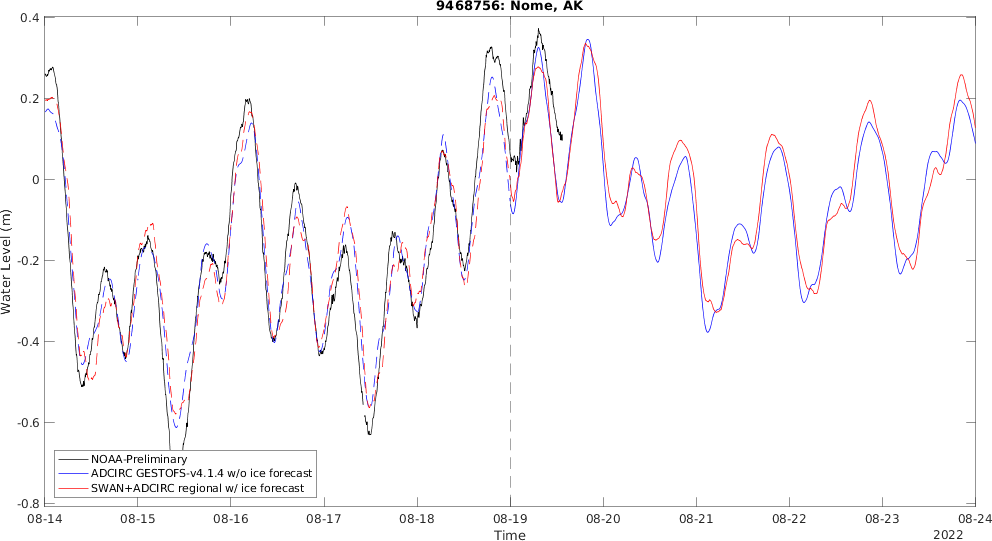 9468756: Nome, AK
Water Level (m)
0.4
0.2
0
-0.2
-0.4
-0.6
-0.8
NOAA-Preliminary
ADCIRC GESTOFS-v4.1.4 w/o ice forecast
SWAN+ADCIRC regional w/ ice forecast
08-14 08-15 08-16 08-17 08-18 08-19 08-20 08-21 08-22 08-23 08-24
Time
2022